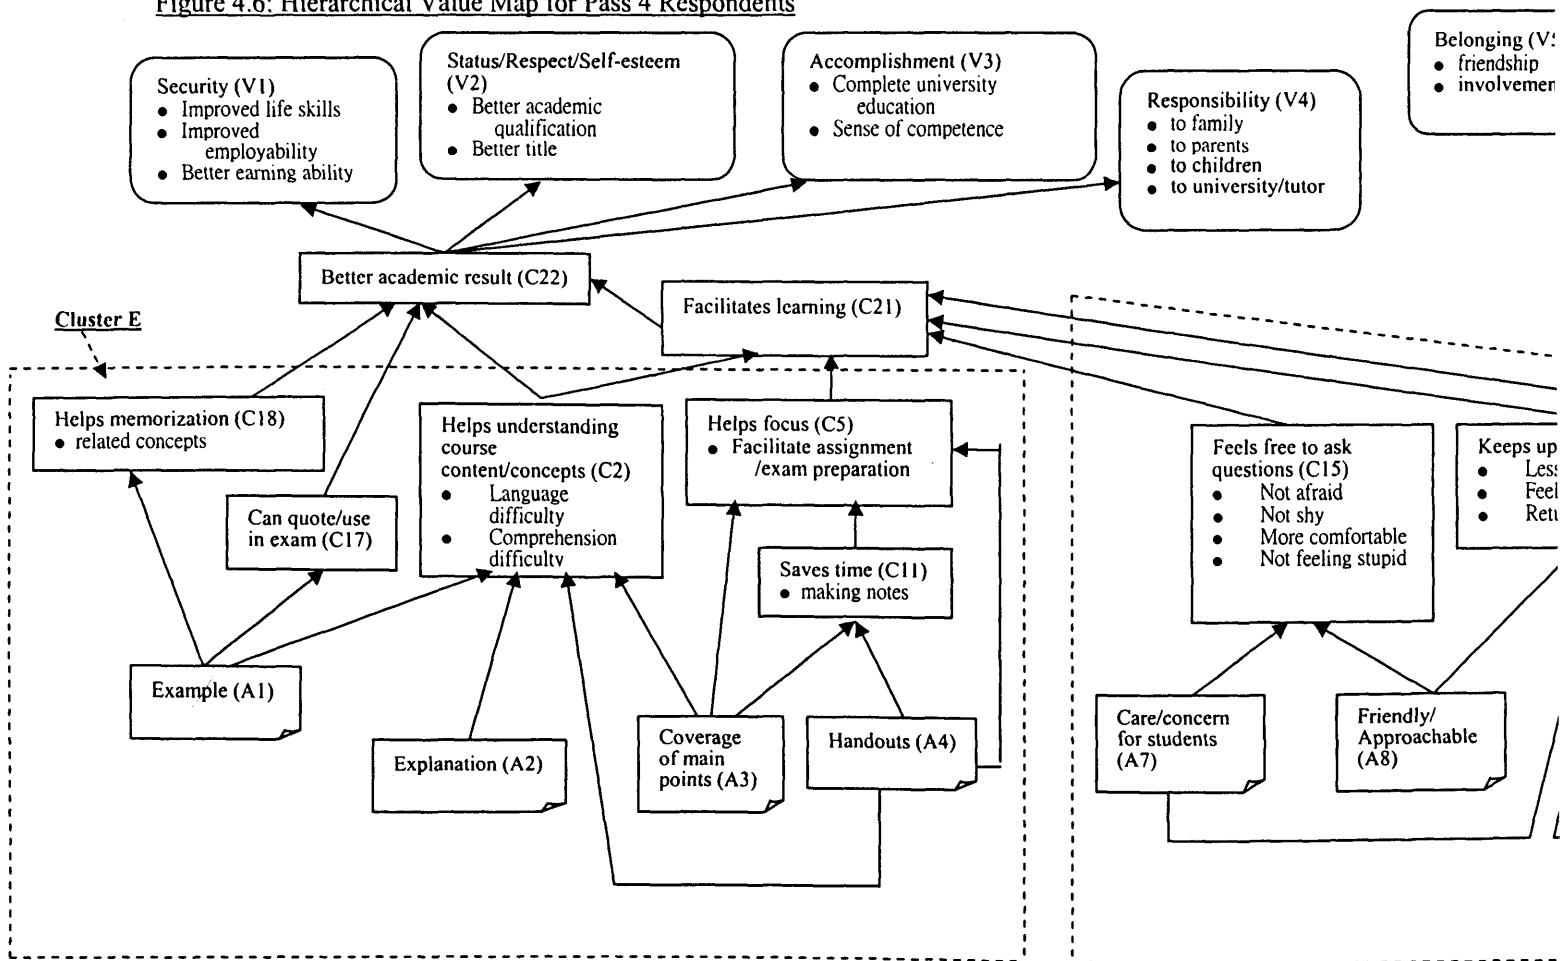 Figure 4.6: Hierarchical Value Map for Pass 4 Respondents
Security (V1)
• Improved life skills
• Improved
employability
• Better earning ability
Status/Respect/Self-esteem
(V2)
• Better academic
qualification
• Better title
Accomplishment (V3)
• Complete university
education
• Sense of competence
Responsibility (V4)
• to family
• to parents
• to children
• to university/tutor
Belonging
• friendship
Better academic result (C22)
Facilitates learning (C21)
Cluster E
Helps memorization (C18)
• related concepts
Can quote/use
in exam (C17)
Helps understanding
course
content/concepts (C2)
• Language
difficulty
• Comprehension
difficulty
Helps focus (C5)
• Facilitate assignment
/exam preparation
Saves time (C11)
• making notes
Feels free to ask
questions (C15)
• Not afraid
• Not shy
• More comfortable
• Not feeling stupid
Keeps up
Example (A1)
Explanation (A2)
Coverage
of main
points (A3)
Handouts (A4)
Care/concern
for students
(A7)
Friendly/
Approachable
(A8)